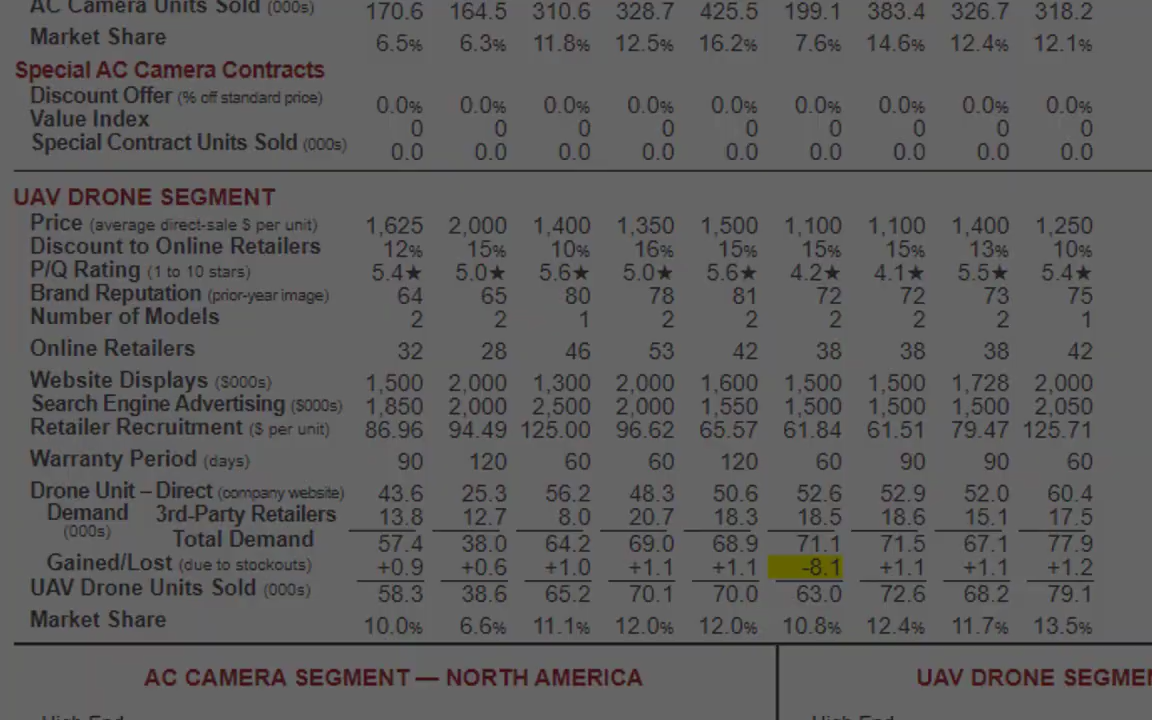 AC Camera Units Sold (000s) 170.6 164.5 310.6 328.7 425.5 199.1 383.4 326.7 318.2
Market Share 6.5% 6.3% 11.8% 12.5% 16.2% 7.6% 14.6% 12.4% 12.1%
Special AC Camera Contracts
Discount Offer (% off standard price) 0.0% 0.0% 0.0% 0.0% 0.0% 0.0% 0.0% 0.0% 0.0%
Value Index 0 0 0 0 0 0 0 0 0
Special Contract Units Sold (000s) 0.0 0.0 0.0 0.0 0.0 0.0 0.0 0.0 0.0
UAV DRONE SEGMENT
Price (average direct-sale $ per unit) 1,625 2,000 1,400 1,350 1,500 1,100 1,100 1,400 1,250
Discount to Online Retailers 12% 15% 10% 16% 15% 15% 15% 13% 10%
P/Q Rating (1 to 10 stars) 5.4★ 5.0★ 5.6★ 5.0★ 5.6★ 4.2★ 4.1★ 5.5★ 5.4★
Brand Reputation (prior-year image) 64 65 80 78 81 72 72 73 75
Number of Models 2 2 1 2 2 2 2 2 1
Online Retailers 32 28 46 53 42 38 38 38 42
Website Displays ($000s) 1,500 2,000 1,300 2,000 1,600 1,500 1,500 1,728 2,000
Search Engine Advertising ($000s) 1,850 2,000 2,500 2,000 1,550 1,500 1,500 1,500 2,050
Retailer Recruitment ($ per unit) 86.96 94.49 125.00 96.62 65.57 61.84 61.51 79.47 125.71
Warranty Period (days) 90 120 60 60 120 60 90 90 60
Drone Unit – Direct (company website) 43.6 25.3 56.2 48.3 50.6 52.6 52.9 52.0 60.4
Demand 3rd-Party Retailers 13.8 12.7 8.0 20.7 18.3 18.5 18.6 15.1 17.5
(000s) Total Demand 57.4 38.0 64.2 69.0 68.9 71.1 71.5 67.1 77.9
Gained/Lost (due to stockouts) +0.9 +0.6 +1.0 +1.1 +1.1 -8.1 +1.1 +1.1 +1.2
UAV Drone Units Sold (000s) 58.3 38.6 65.2 70.1 70.0 63.0 72.6 68.2 79.1
Market Share 10.0% 6.6% 11.1% 12.0% 12.0% 10.8% 12.4% 11.7% 13.5%
AC CAMERA SEGMENT — NORTH AMERICA
UAV DRONE SEGME
High End
High End